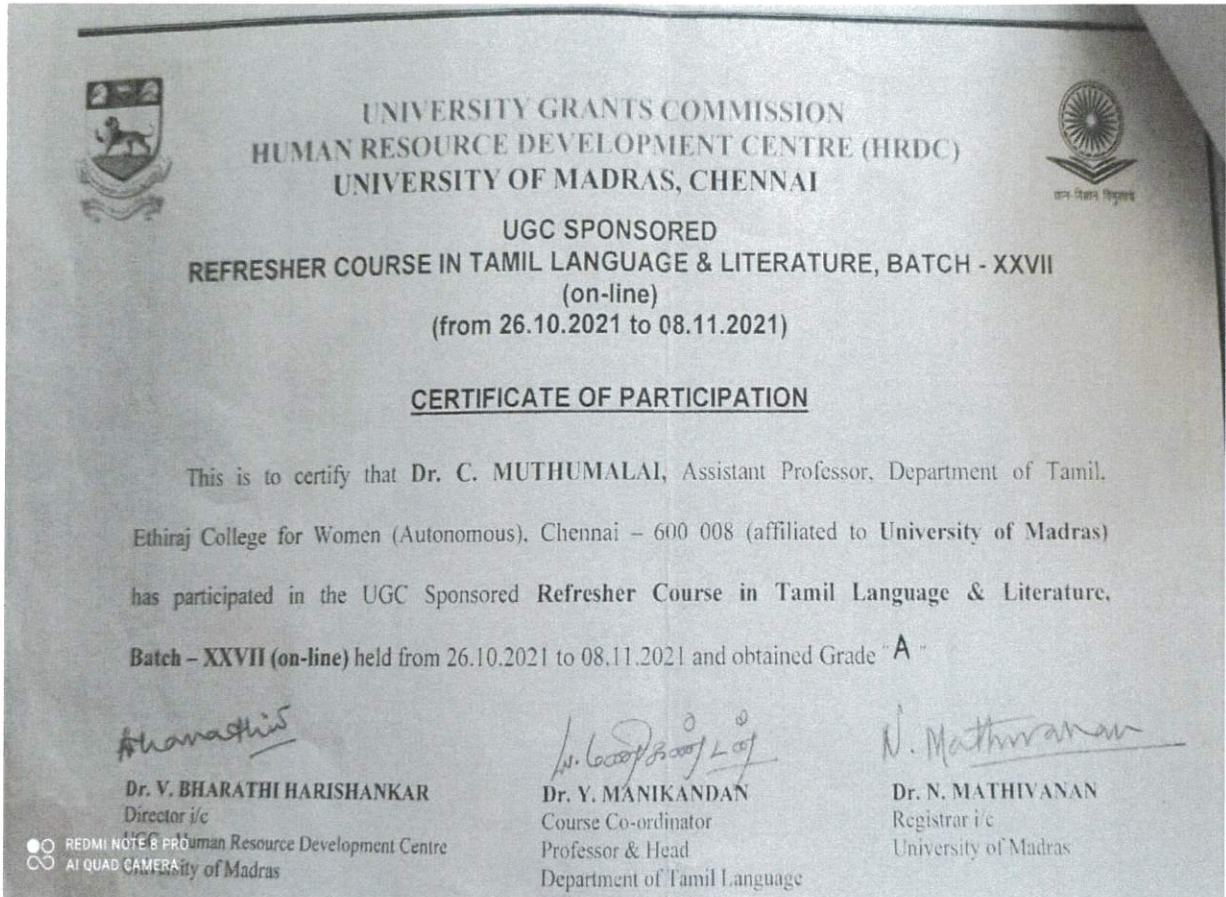 UNIVERSITY GRANTS COMMISSION
HUMAN RESOURCE DEVELOPMENT CENTRE (HRDC)
UNIVERSITY OF MADRAS, CHENNAI
UGC SPONSORED
REFRESHER COURSE IN TAMIL LANGUAGE & LITERATURE, BATCH - XXVII
(on-line)
(from 26.10.2021 to 08.11.2021)
CERTIFICATE OF PARTICIPATION
This is to certify that Dr. C. MUTHUMALAI, Assistant Professor, Department of Tamil,
Ethiraj College for Women (Autonomous), Chennai – 600 008 (affiliated to University of Madras)
has participated in the UGC Sponsored Refresher Course in Tamil Language & Literature,
Batch – XXVII (on-line) held from 26.10.2021 to 08.11.2021 and obtained Grade "A"
N. Mathivanan
Dr. V. BHARATHI HARISHANKAR
Director i/c
Human Resource Development Centre
University of Madras
Dr. Y. MANIKANDAN
Course Co-ordinator
Professor & Head
Department of Tamil Language
Dr. N. MATHIVANAN
Registrar i/c
University of Madras
REDMI NOTE 8 PRO
AI QUAD CAMERA